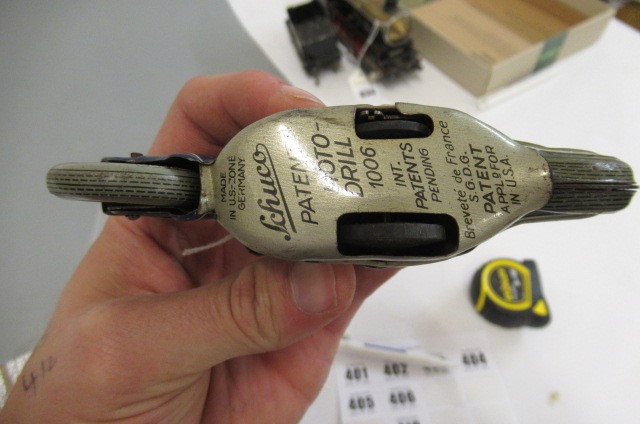 MADE
IN U.S-ZONE
GERMANY
Schuco
PATENT
MOTO-
DRILL
1006
INT.
PATENTS
PENDING
Breveté de France
S.G.D.G.
PATENT
APPL'D FOR
IN U.S.A.
401 402 404
405 406